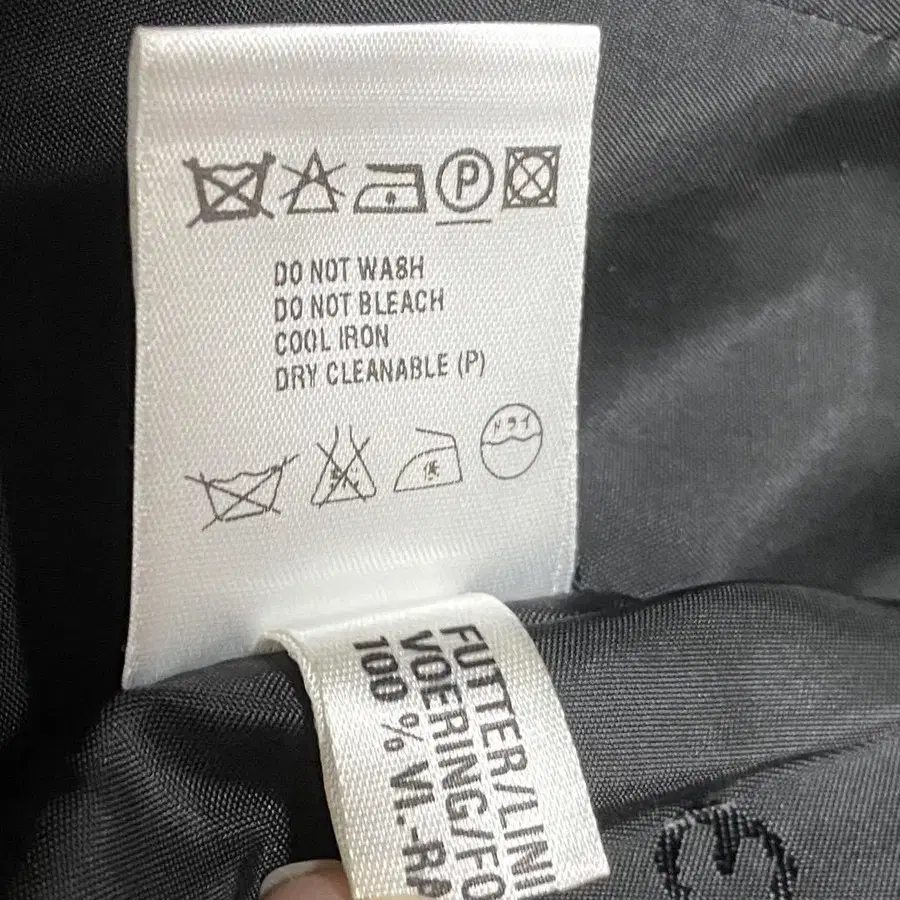 P
DO NOT WASH
DO NOT BLEACH
COOL IRON
DRY CLEANABLE (P)
低
ドライ
FUTTER/LINI
VOERING/FO
100 % VI.-RA